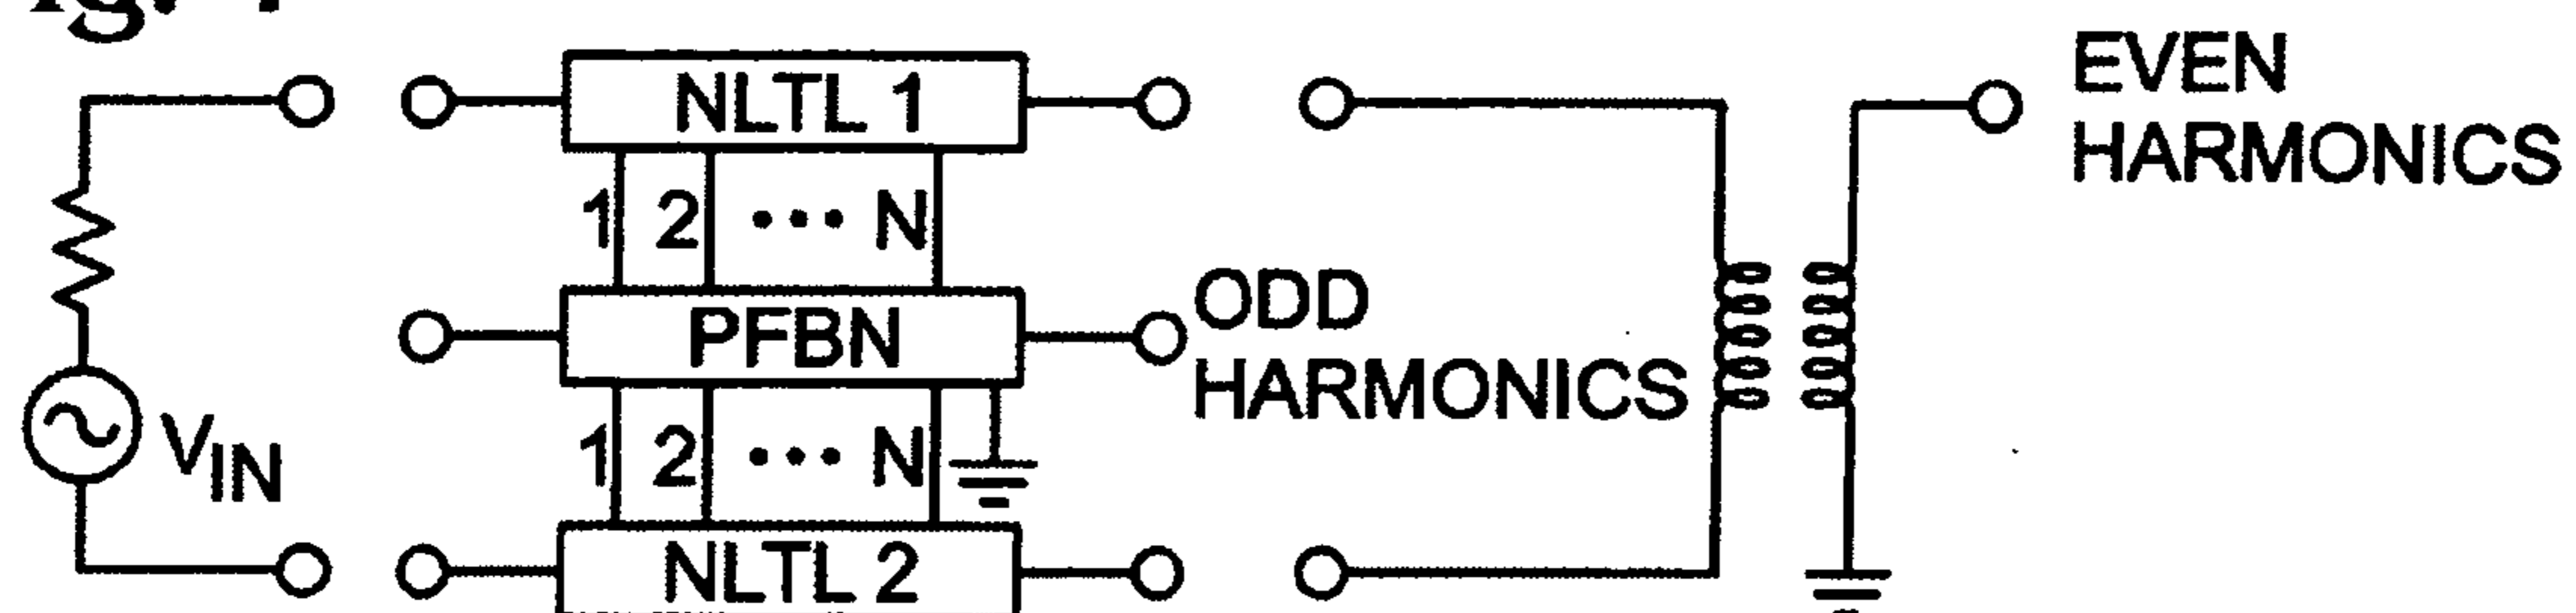 NLTL 1
EVEN
HARMONICS
1 2 ... N
ODD
HARMONICS
PFBN
VIN
1 2 ... N
NLTL 2